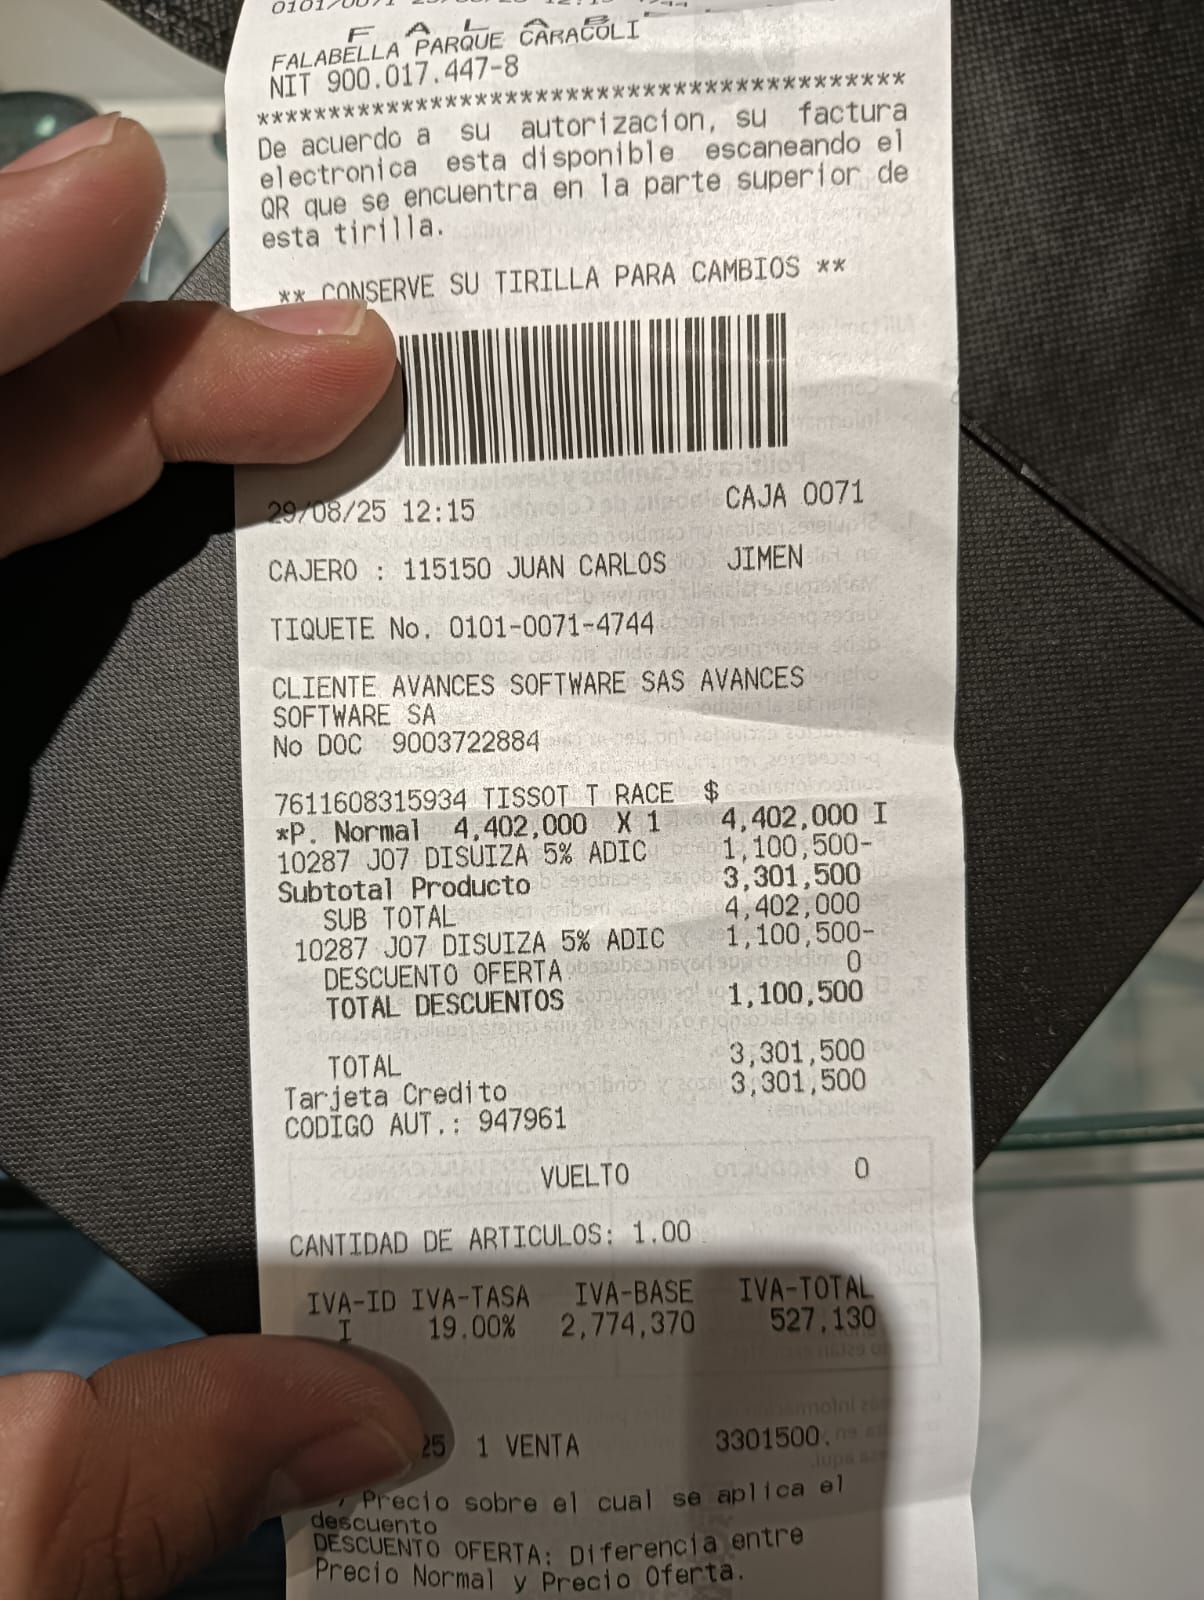 F A L A B
FALABELLA PARQUE CARACOLI
NIT 900.017.447-8
******************************************
De acuerdo a su autorizacion, su factura
electronica esta disponible escaneando el
QR que se encuentra en la parte superior de
esta tirilla.
** CONSERVE SU TIRILLA PARA CAMBIOS **
29/08/25 12:15 CAJA 0071
CAJERO : 115150 JUAN CARLOS JIMEN
TIQUETE No. 0101-0071-4744
CLIENTE AVANCES SOFTWARE SAS AVANCES
SOFTWARE SA
No DOC 9003722884
7611608315934 TISSOT T RACE $
*P. Normal 4,402,000 X 1 4,402,000 I
10287 J07 DISUIZA 5% ADIC 1,100,500-
Subtotal Producto 3,301,500
SUB TOTAL 4,402,000
10287 J07 DISUIZA 5% ADIC 1,100,500-
DESCUENTO OFERTA 0
TOTAL DESCUENTOS 1,100,500
TOTAL 3,301,500
Tarjeta Credito 3,301,500
CODIGO AUT.: 947961
VUELTO 0
CANTIDAD DE ARTICULOS: 1.00
IVA-ID IVA-TASA IVA-BASE IVA-TOTAL
I 19.00% 2,774,370 527,130
25 1 VENTA 3301500.
Precio sobre el cual se aplica el
descuento
DESCUENTO OFERTA: Diferencia entre
Precio Normal y Precio Oferta.